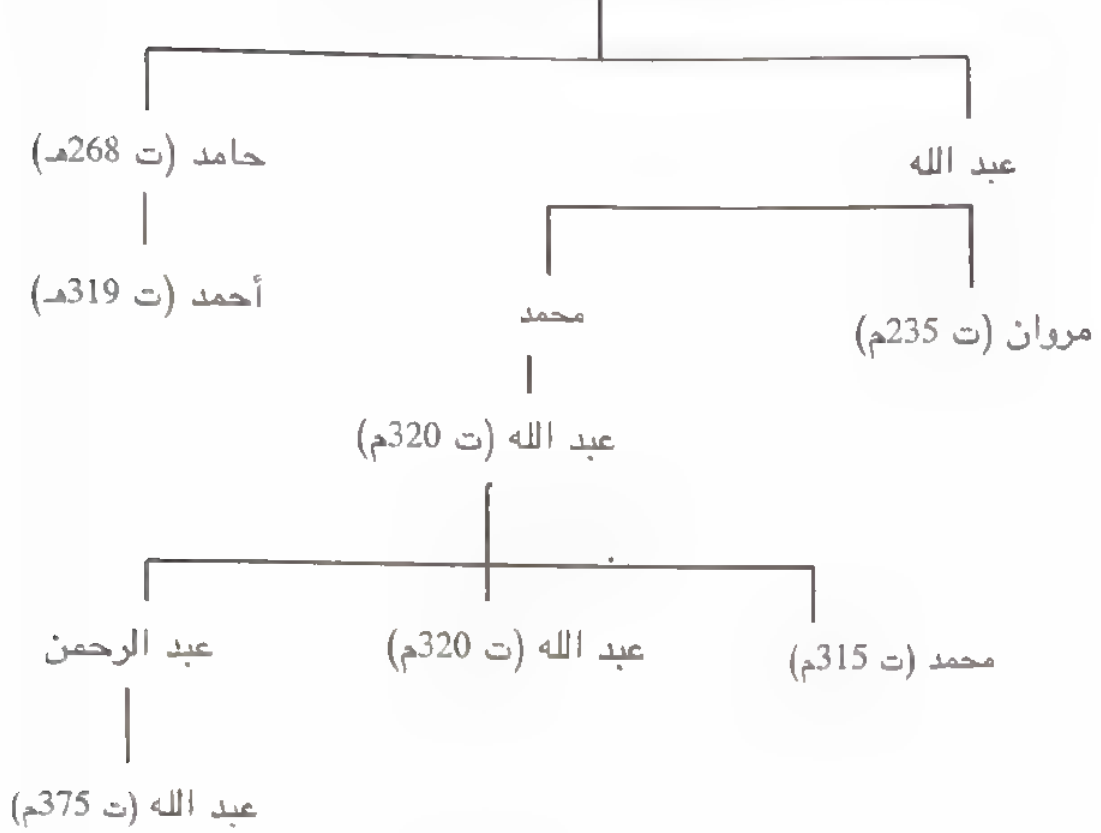 عبد الله
حامد (ت 268هـ)
أحمد (ت 319هـ)
محمد
مروان (ت 235م)
عبد الله (ت 320م)
محمد (ت 315م)
عبد الله (ت 320م)
عبد الرحمن
عبد الله (ت 375م)